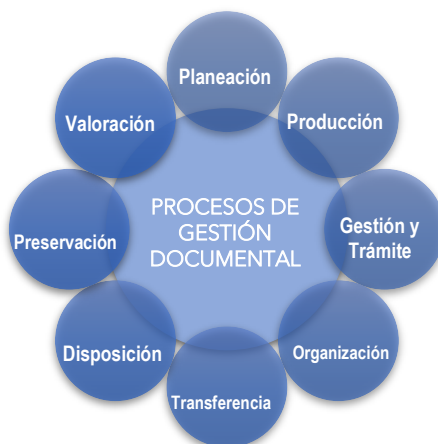 Planeación
Producción
Gestión y
Trámite
Organización
Transferencia
Disposición
Preservación
Valoración
PROCESOS DE
GESTIÓN
DOCUMENTAL